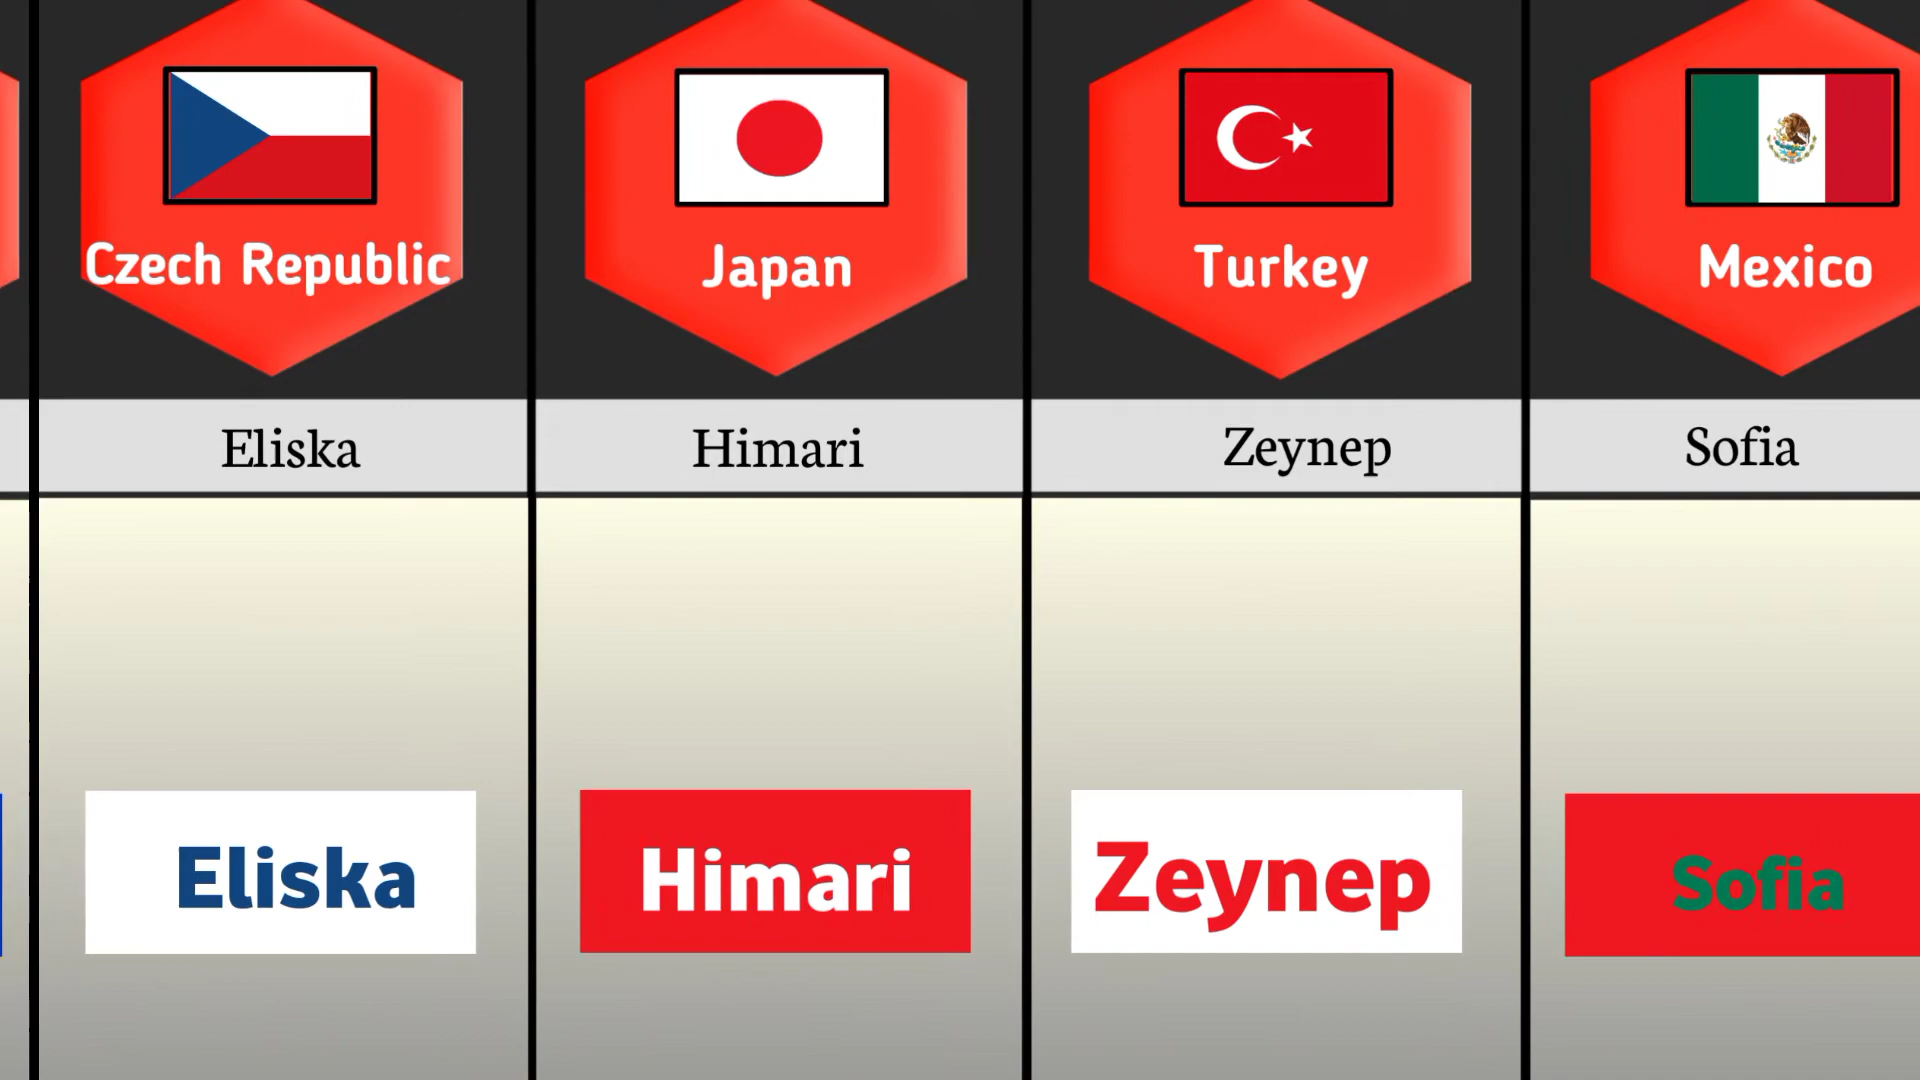 Czech Republic
Japan
Turkey
Mexico
Eliska
Himari
Zeynep
Sofia
Eliska
Himari
Zeynep
Sofia